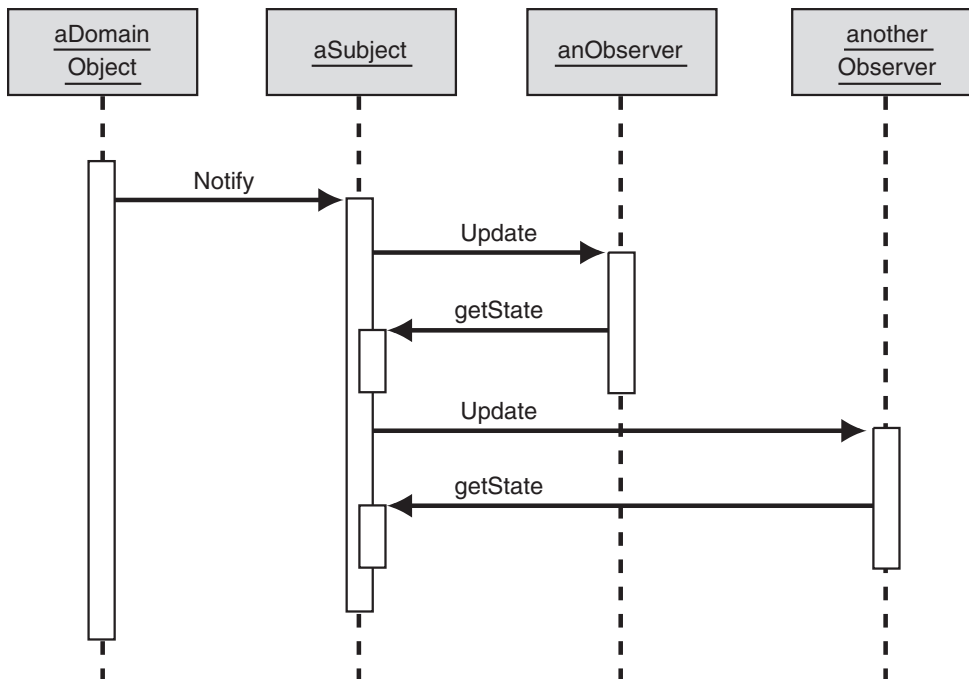 aDomain
Object
aSubject
anObserver
another
Observer
Notify
Update
getState
Update
getState